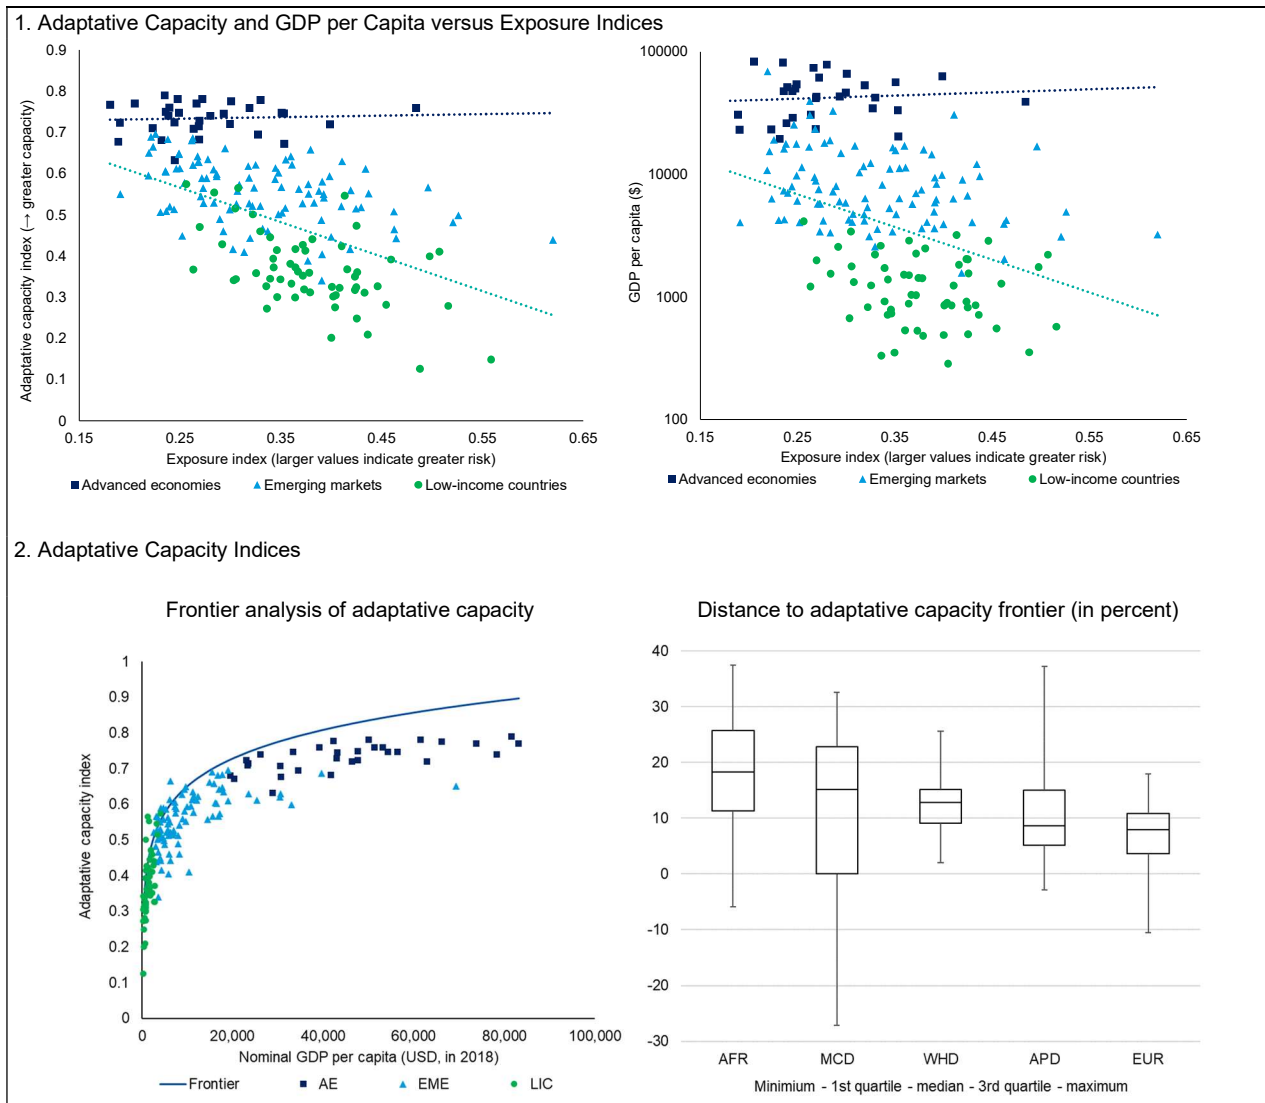 1. Adaptative Capacity and GDP per Capita versus Exposure Indices
Adaptative capacity index (→ greater capacity)
0.9
0.8
0.7
0.6
0.5
0.4
0.3
0.2
0.1
0
0.15 0.25 0.35 0.45 0.55 0.65
Exposure index (larger values indicate greater risk)
Advanced economies Emerging markets Low-income countries
GDP per capita ($)
100000
10000
1000
100
0.15 0.25 0.35 0.45 0.55 0.65
Exposure index (larger values indicate greater risk)
Advanced economies Emerging markets Low-income countries
2. Adaptative Capacity Indices
Frontier analysis of adaptative capacity
Adaptative capacity index
1
0.9
0.8
0.7
0.6
0.5
0.4
0.3
0.2
0.1
0
0 20,000 40,000 60,000 80,000 100,000
Nominal GDP per capita (USD, in 2018)
Frontier AE EME LIC
Distance to adaptative capacity frontier (in percent)
40
30
20
10
0
-10
-20
-30
AFR MCD WHD APD EUR
Minimium - 1st quartile - median - 3rd quartile - maximum